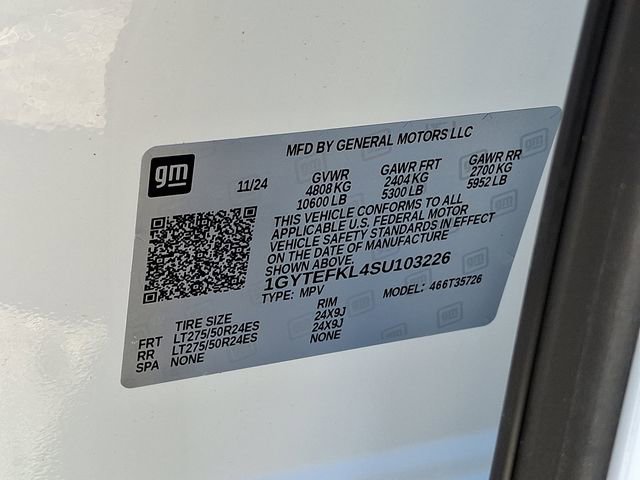 MFD BY GENERAL MOTORS LLC
gm
11/24
GVWR GAWR FRT GAWR RR
4808 KG 2404 KG 2700 KG
10600 LB 5300 LB 5952 LB
THIS VEHICLE CONFORMS TO ALL
APPLICABLE U.S. FEDERAL MOTOR
VEHICLE SAFETY STANDARDS IN EFFECT
ON THE DATE OF MANUFACTURE
SHOWN ABOVE.
1GYTEFKL4SU103226
TYPE: MPV MODEL: 466T35726
TIRE SIZE RIM
FRT LT275/50R24ES 24X9J
RR LT275/50R24ES 24X9J
SPA NONE NONE